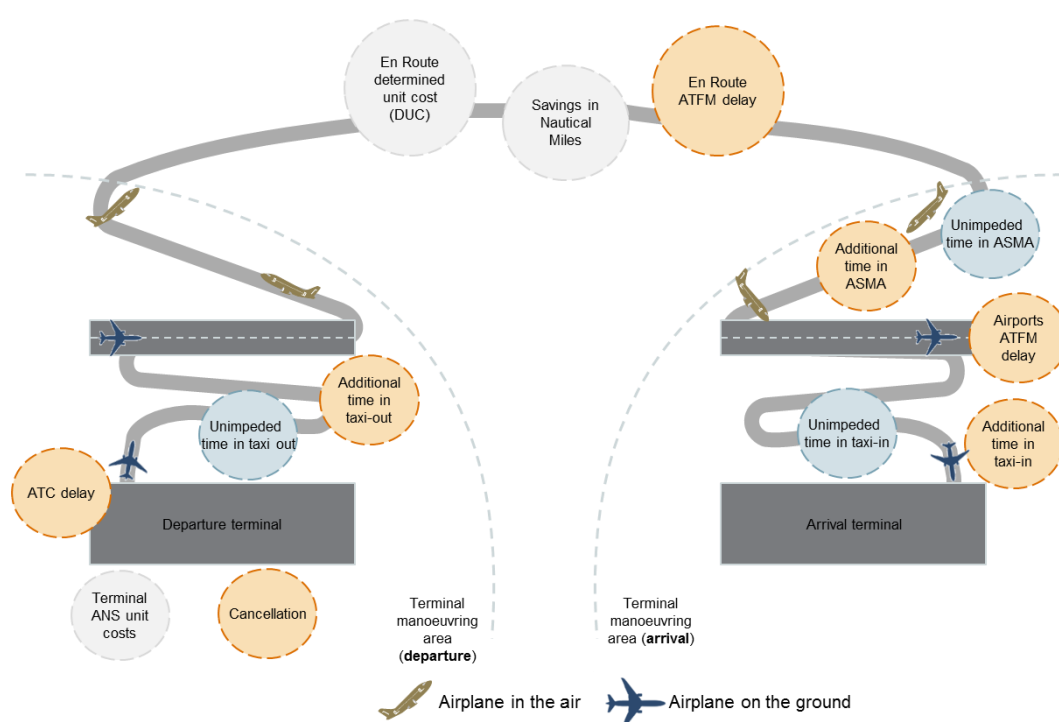 En Route
determined
unit cost
(DUC)
Savings in
Nautical
Miles
En Route
ATFM delay
Unimpeded
time in ASMA
Additional
time in
ASMA
Airports
ATFM
delay
Additional
time in
taxi-out
Unimpeded
time in taxi out
Unimpeded
time in taxi-in
Additional
time in
taxi-in
ATC delay
Departure terminal
Arrival terminal
Terminal
ANS unit
costs
Cancellation
Terminal
manoeuvring
area
(departure)
Terminal
manoeuvring
area (arrival)
Airplane in the air
Airplane on the ground